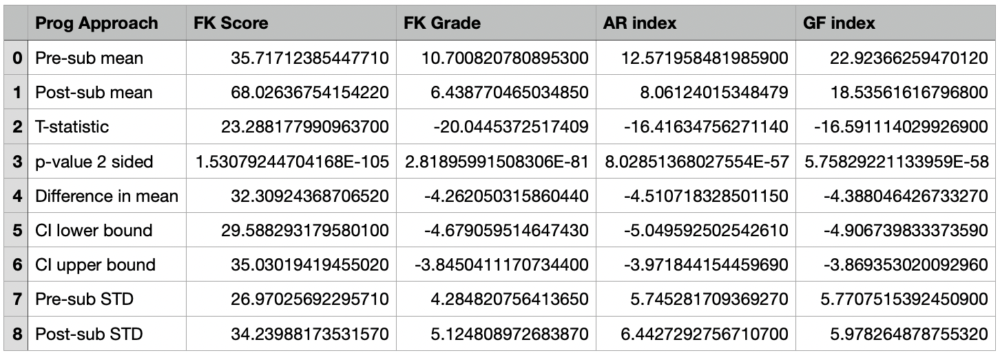 Prog Approach FK Score FK Grade AR index GF index
0 Pre-sub mean 35.71712385447710 10.700820780895300 12.571958481985900 22.92366259470120
1 Post-sub mean 68.02636754154220 6.438770465034850 8.06124015348479 18.53561616796800
2 T-statistic 23.288177990963700 -20.0445372517409 -16.41634756271140 -16.591114029926900
3 p-value 2 sided 1.53079244704168E-105 2.81895991508306E-81 8.02851368027554E-57 5.75829221133959E-58
4 Difference in mean 32.30924368706520 -4.262050315860440 -4.510718328501150 -4.388046426733270
5 CI lower bound 29.588293179580100 -4.679059514647430 -5.049592502542610 -4.906739833373590
6 CI upper bound 35.03019419455020 -3.8450411170734400 -3.971844154459690 -3.869353020092960
7 Pre-sub STD 26.97025692295710 4.284820756413650 5.745281709369270 5.7707515392450900
8 Post-sub STD 34.23988173531570 5.124808972683870 6.4427292756710700 5.978264878755320